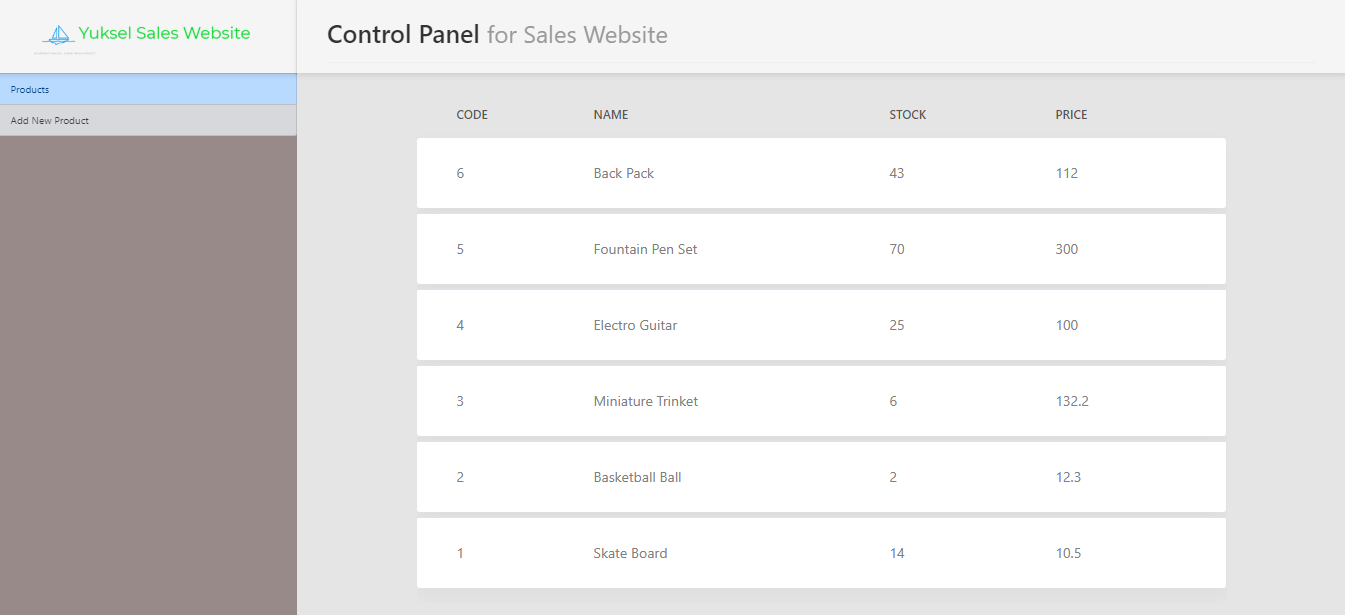 Yuksel Sales Website
Control Panel for Sales Website
Products
Add New Product
CODE NAME STOCK PRICE
6 Back Pack 43 112
5 Fountain Pen Set 70 300
4 Electro Guitar 25 100
3 Miniature Trinket 6 132.2
2 Basketball Ball 2 12.3
1 Skate Board 14 10.5